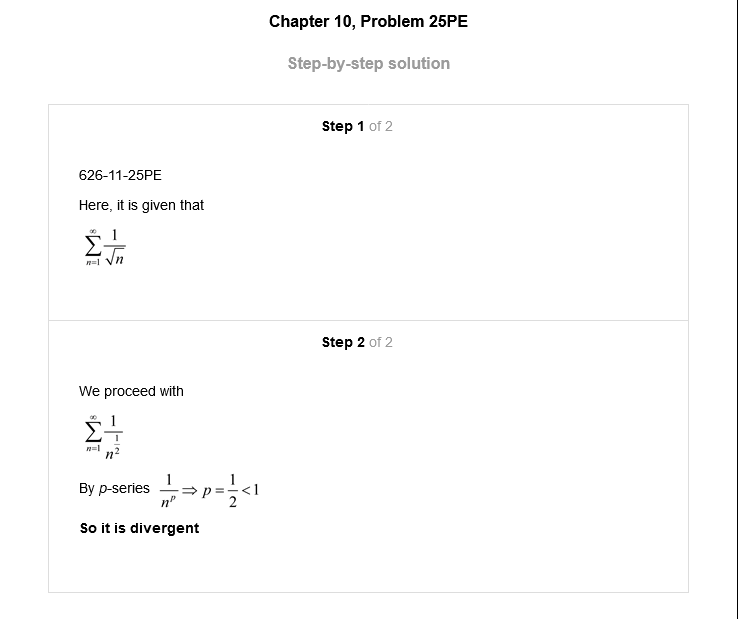 Chapter 10, Problem 25PE
Step-by-step solution
Step 1 of 2
626-11-25PE
Here, it is given that
$\sum_{n=1}^{\infty} \frac{1}{\sqrt{n}}$
Step 2 of 2
We proceed with
$\sum_{n=1}^{\infty} \frac{1}{n^{\frac{1}{2}}}$
By p-series $\frac{1}{n^p} \Rightarrow p = \frac{1}{2} < 1$
So it is divergent